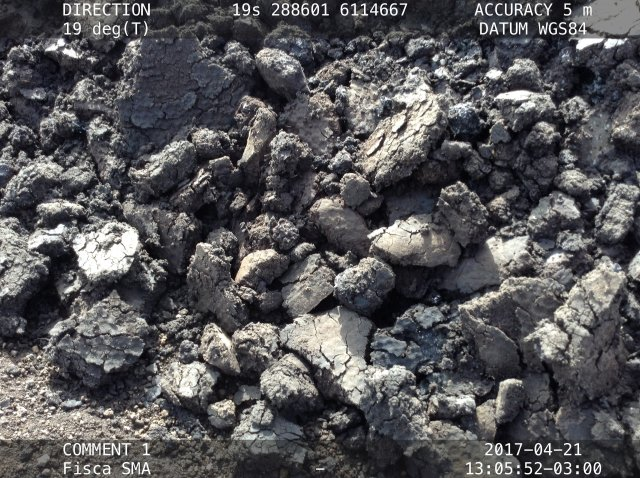 DIRECTION
19 deg(T)
19s 288601 6114667
ACCURACY 5 m
DATUM WGS84
COMMENT 1
Fisca SMA
-
2017-04-21
13:05:52-03:00